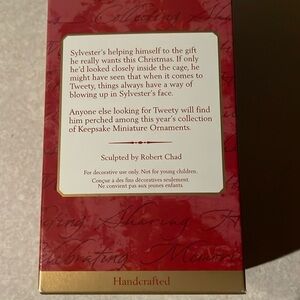 Sylvester's helping himself to the gift
he really wants this Christmas. If only
he'd looked closely inside the cage, he
might have seen that when it comes to
Tweety, things always have a way of
blowing up in Sylvester's face.
Anyone else looking for Tweety will find
him perched among this year's collection
of Keepsake Miniature Ornaments.
Sculpted by Robert Chad
For decorative use only. Not for young children.
Conçue à des fins décoratives seulement.
Ne convient pas aux jeunes enfants.
Handcrafted